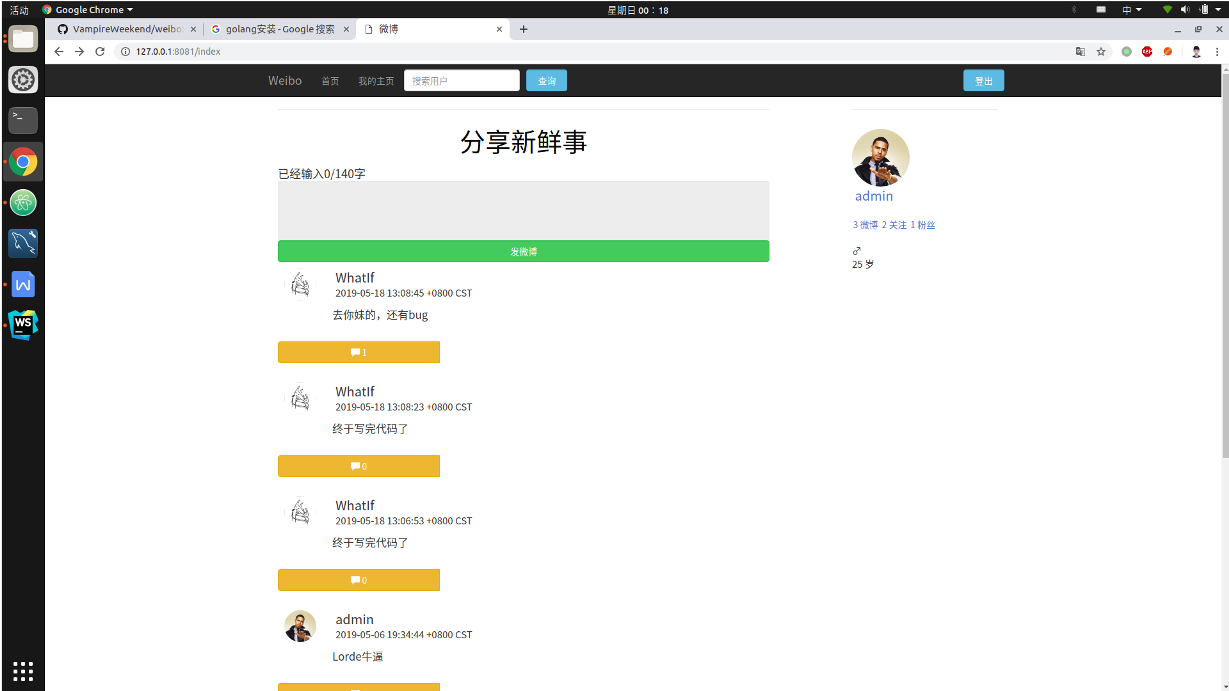 活动 Google Chrome 星期日 00：18 中
VampireWeekend/weibo golang安装 - Google 搜索 微博
127.0.0.1:8081/index
Weibo 首页 我的主页 搜索用户 查询 登出
分享新鲜事
已经输入0/140字
发微博
admin
3 微博 2 关注 1 粉丝
♂
25 岁
WhatIf
2019-05-18 13:08:45 +0800 CST
去你妹的，还有bug
1
WhatIf
2019-05-18 13:08:23 +0800 CST
终于写完代码了
0
WhatIf
2019-05-18 13:06:53 +0800 CST
终于写完代码了
0
admin
2019-05-06 19:34:44 +0800 CST
Lorde牛逼
>_
W
WS
ABP